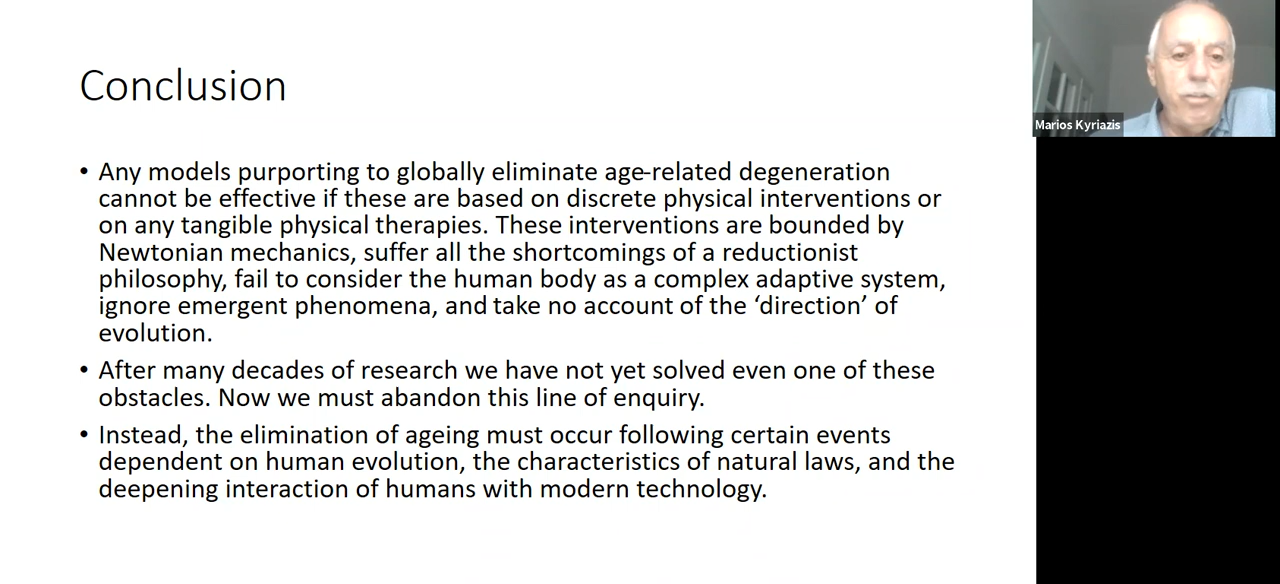 Conclusion
• Any models purporting to globally eliminate age-related degeneration
cannot be effective if these are based on discrete physical interventions or
on any tangible physical therapies. These interventions are bounded by
Newtonian mechanics, suffer all the shortcomings of a reductionist
philosophy, fail to consider the human body as a complex adaptive system,
ignore emergent phenomena, and take no account of the ‘direction’ of
evolution.
• After many decades of research we have not yet solved even one of these
obstacles. Now we must abandon this line of enquiry.
• Instead, the elimination of ageing must occur following certain events
dependent on human evolution, the characteristics of natural laws, and the
deepening interaction of humans with modern technology.
Marios Kyriazis